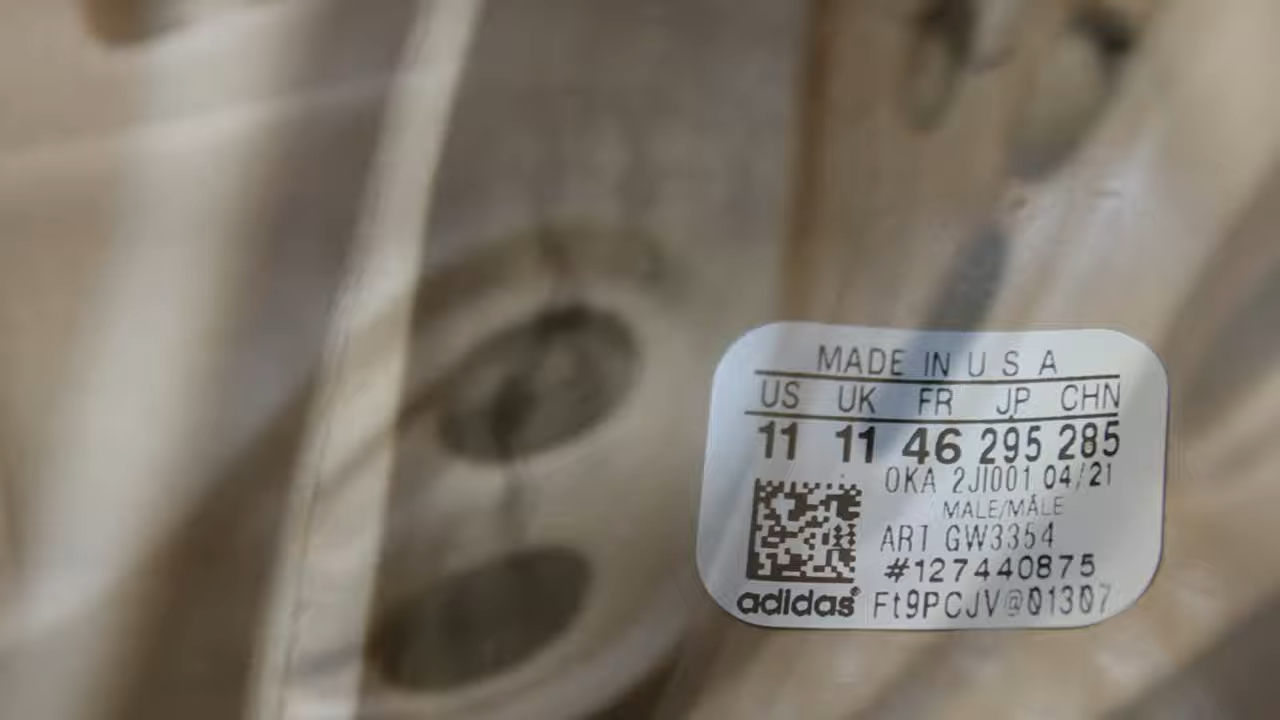 MADE IN U S A
US UK FR JP CHN
11 11 46 295 285
OKA 2JI001 04/21
MALE/MÂLE
ART GW3354
#127440875
adidas® Ft9PCJV@01307